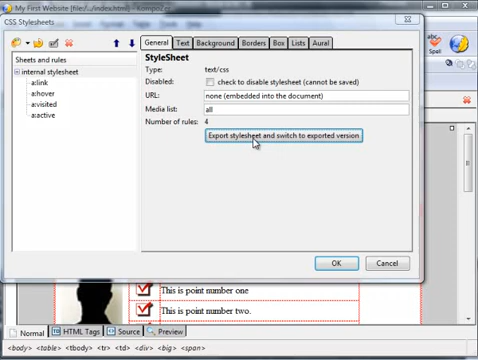 My First Website [files/../index.html] - KompoZer
CSS Stylesheets
General Text Background Borders Box Lists Aural
Sheets and rules
internal stylesheet
a:link
a:hover
a:visited
a:active
StyleSheet
Type: text/css
Disabled: check to disable stylesheet (cannot be saved)
URL: none (embedded into the document)
Media list: all
Number of rules: 4
Export stylesheet and switch to exported version
OK Cancel
abc
Spell
This is point number one
This is point number two.
Normal HTML Tags Source Preview
<body> <table> <tbody> <tr> <td> <div> <big> <span>